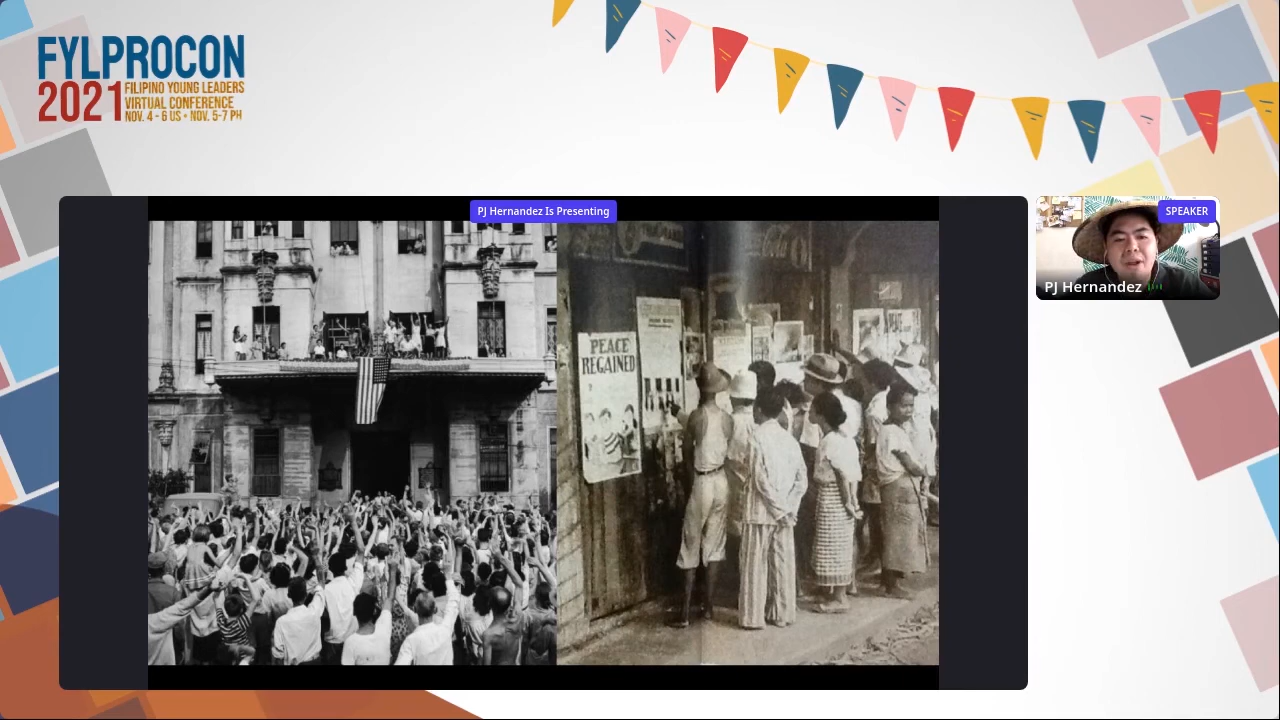 FYLPROCON
2021 FILIPINO YOUNG LEADERS
VIRTUAL CONFERENCE
NOV. 4 - 6 US • NOV. 5-7 PH
PJ Hernandez Is Presenting
SPEAKER
PJ Hernandez
PEACE
REGAINED